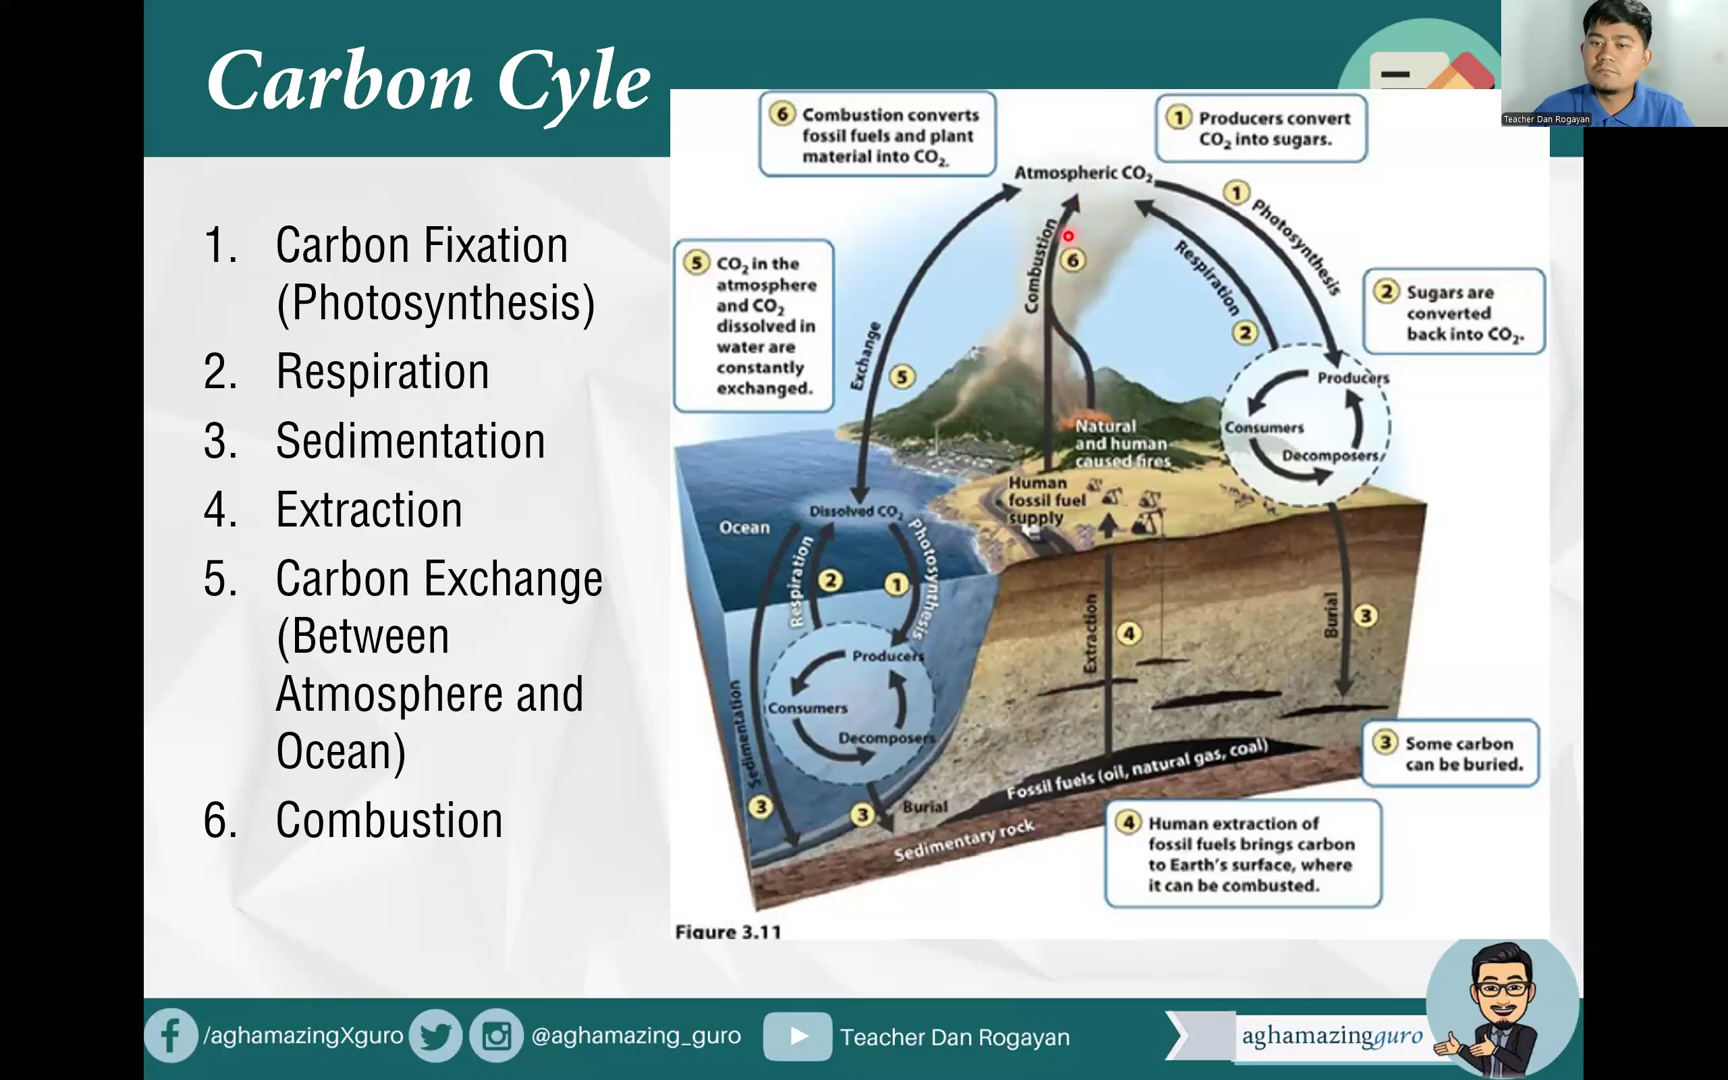 Carbon Cyle
Teacher Dan Rogayan
1. Carbon Fixation
(Photosynthesis)
2. Respiration
3. Sedimentation
4. Extraction
5. Carbon Exchange
(Between
Atmosphere and
Ocean)
6. Combustion
6 Combustion converts
fossil fuels and plant
material into CO₂.
1 Producers convert
CO₂ into sugars.
Atmospheric CO₂
1 Photosynthesis
Respiration 2
Combustion 6
5 CO₂ in the
atmosphere
and CO₂
dissolved in
water are
constantly
exchanged.
Exchange 5
2 Sugars are
converted
back into CO₂.
Producers
Consumers
Decomposers
Natural
and human
caused fires
Human
fossil fuel
supply
Ocean
Dissolved CO₂
Respiration 2
1 Photosynthesis
Producers
Consumers
Decomposers
Sedimentation 3
3 Burial
Extraction 4
Burial 3
Fossil fuels (oil, natural gas, coal)
Sedimentary rock
3 Some carbon
can be buried.
4 Human extraction of
fossil fuels brings carbon
to Earth's surface, where
it can be combusted.
Figure 3.11
/aghamazingXguro
@aghamazing_guro
Teacher Dan Rogayan
aghamazingguro